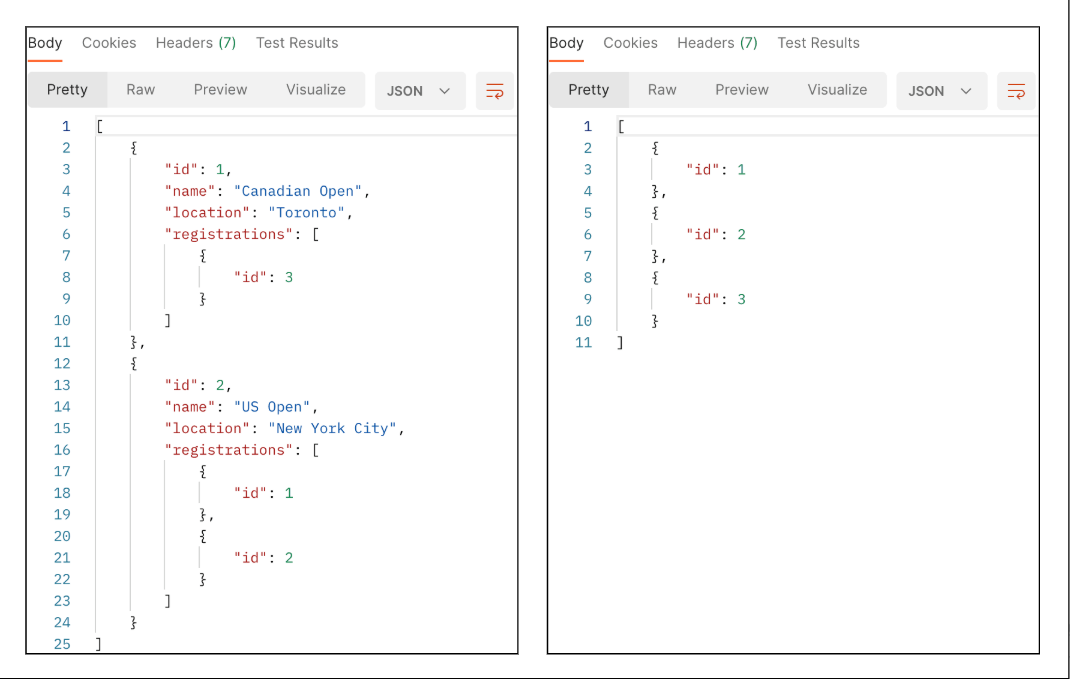 Body Cookies Headers (7) Test Results
Pretty Raw Preview Visualize JSON
1 [
2 {
3 "id": 1,
4 "name": "Canadian Open",
5 "location": "Toronto",
6 "registrations": [
7 {
8 "id": 3
9 }
10 ]
11 },
12 {
13 "id": 2,
14 "name": "US Open",
15 "location": "New York City",
16 "registrations": [
17 {
18 "id": 1
19 },
20 {
21 "id": 2
22 }
23 ]
24 }
25 ]
Body Cookies Headers (7) Test Results
Pretty Raw Preview Visualize JSON
1 [
2 {
3 "id": 1
4 },
5 {
6 "id": 2
7 },
8 {
9 "id": 3
10 }
11 ]